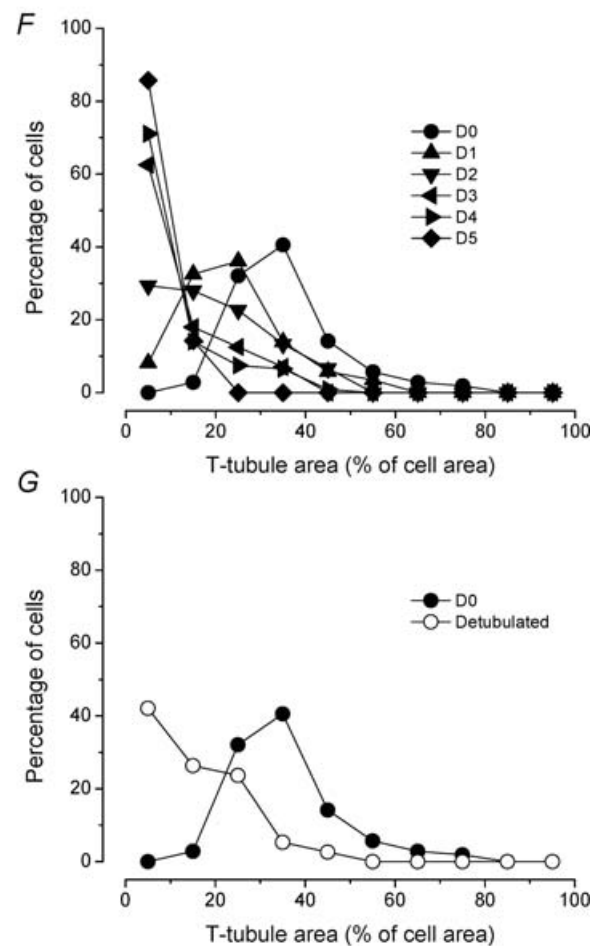 F
100
80
60
40
20
0
Percentage of cells
D0
D1
D2
D3
D4
D5
0 20 40 60 80 100
T-tubule area (% of cell area)
G
100
80
60
40
20
0
Percentage of cells
D0
Detubulated
0 20 40 60 80 100
T-tubule area (% of cell area)